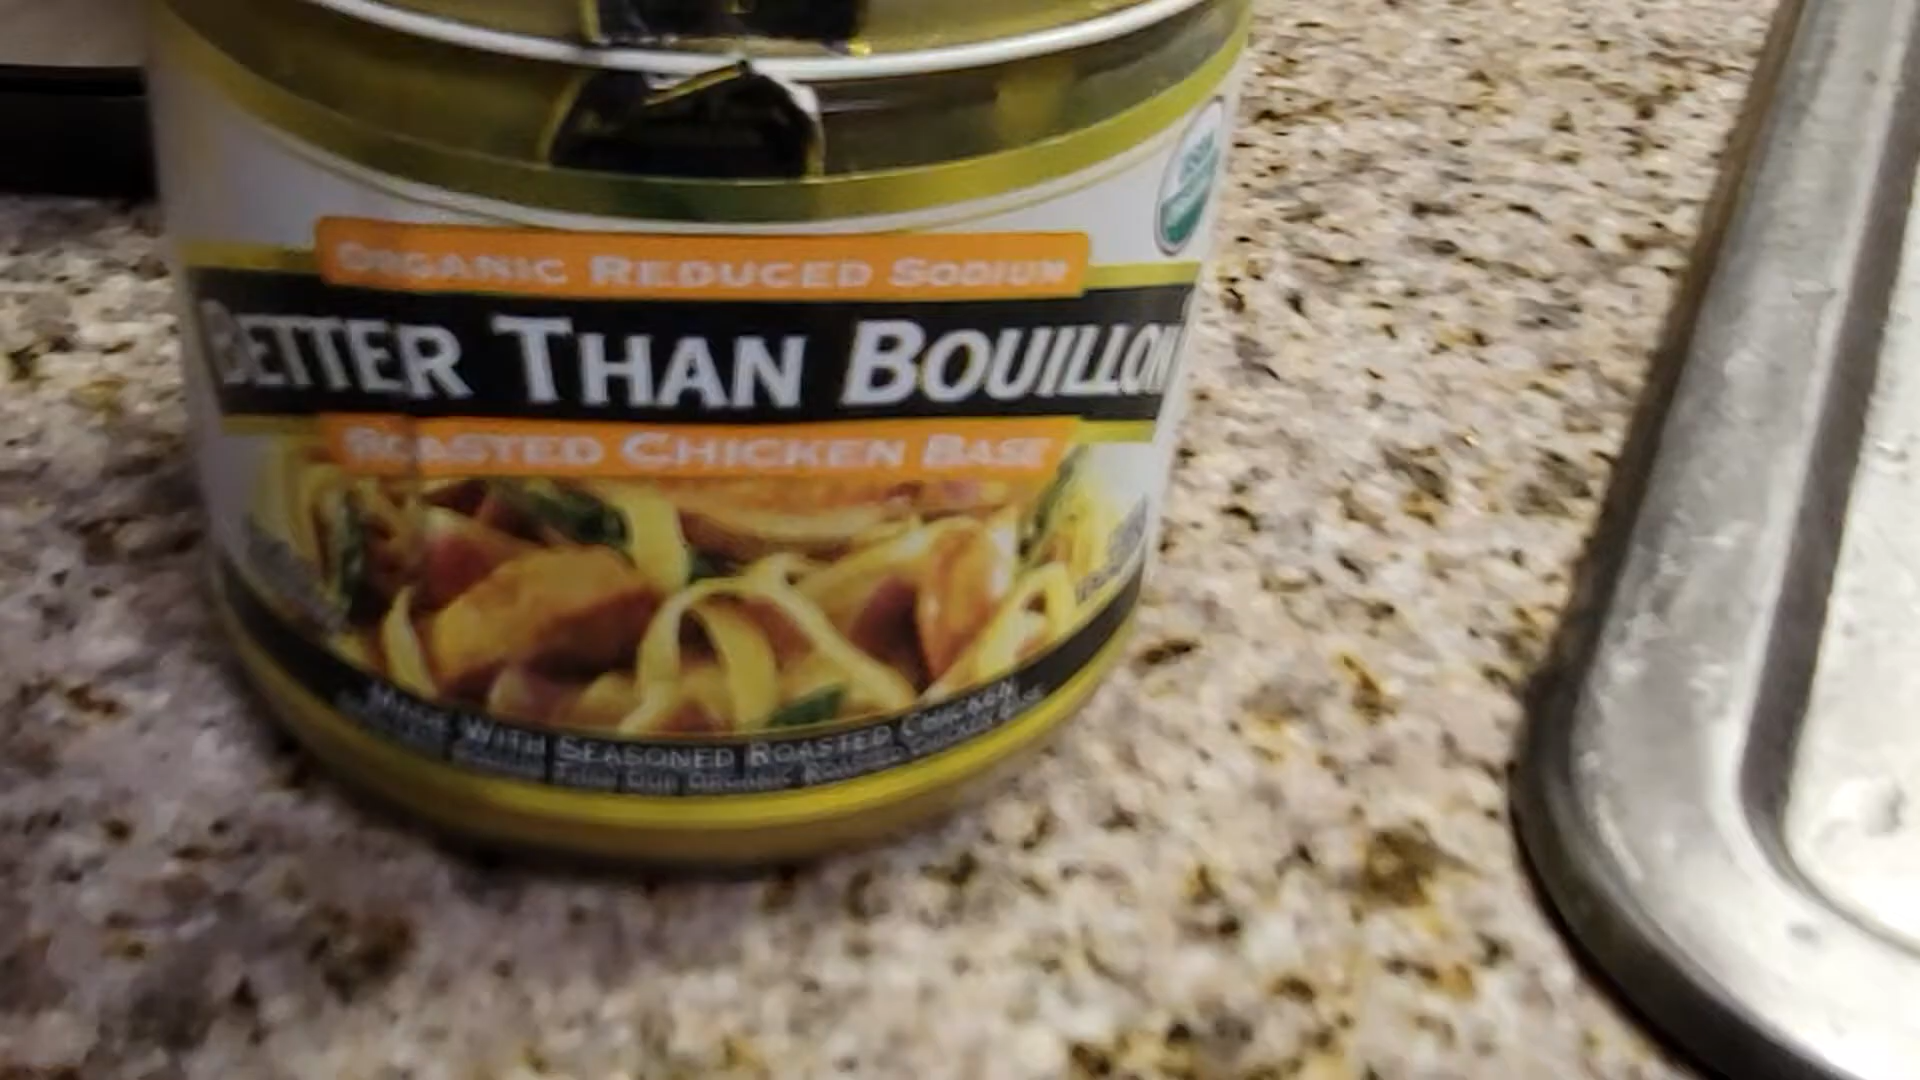 ORGANIC REDUCED SODIUM
BETTER THAN BOUILLON
ROASTED CHICKEN BASE
MADE WITH SEASONED ROASTED CHICKEN